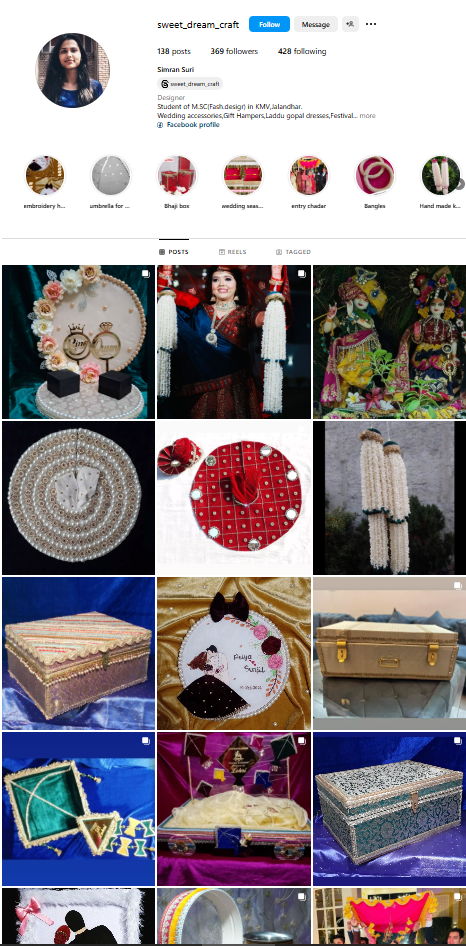 sweet_dream_craft Follow Message
138 posts 369 followers 428 following
Simran Suri
sweet_dream_craft
Designer
Student of M.SC(Fash.design) in KMV,Jalandhar.
Wedding accessories,Gift Hampers,Laddu gopal dresses,Festival... more
Facebook profile
embroidery h... umbrella for ... Bhaji box wedding seas... entry chadar Bangles Hand made k...
POSTS REELS TAGGED
Priya
Sunjil